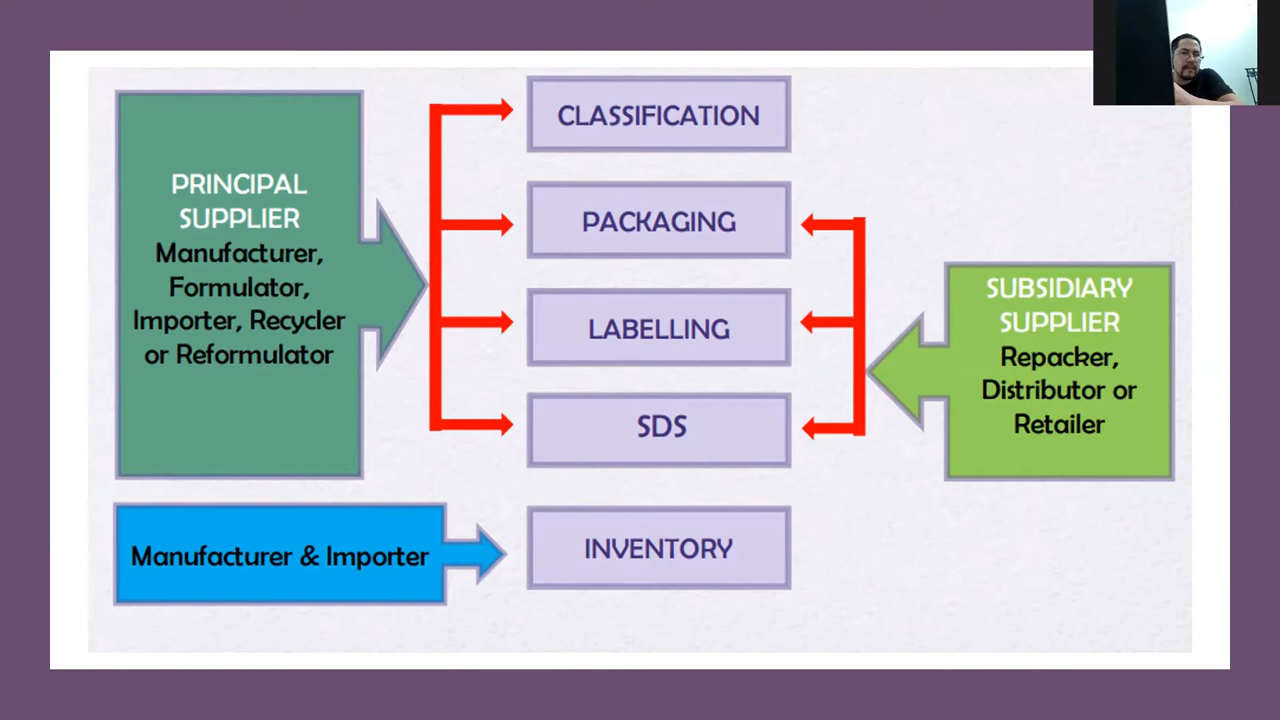 PRINCIPAL
SUPPLIER
Manufacturer,
Formulator,
Importer, Recycler
or Reformulator
CLASSIFICATION
PACKAGING
LABELLING
SDS
SUBSIDIARY
SUPPLIER
Repacker,
Distributor or
Retailer
Manufacturer & Importer
INVENTORY